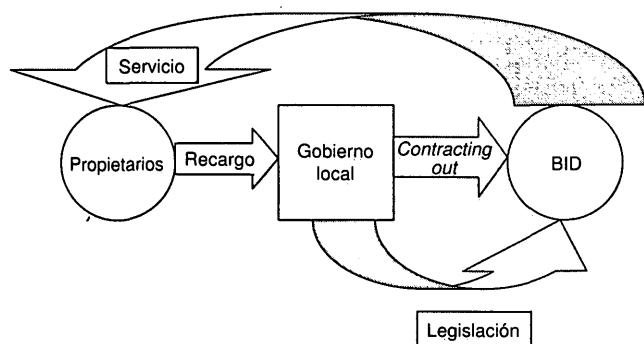 Servicio
Propietarios
Recargo
Gobierno
local
Contracting
out
BID
Legislación